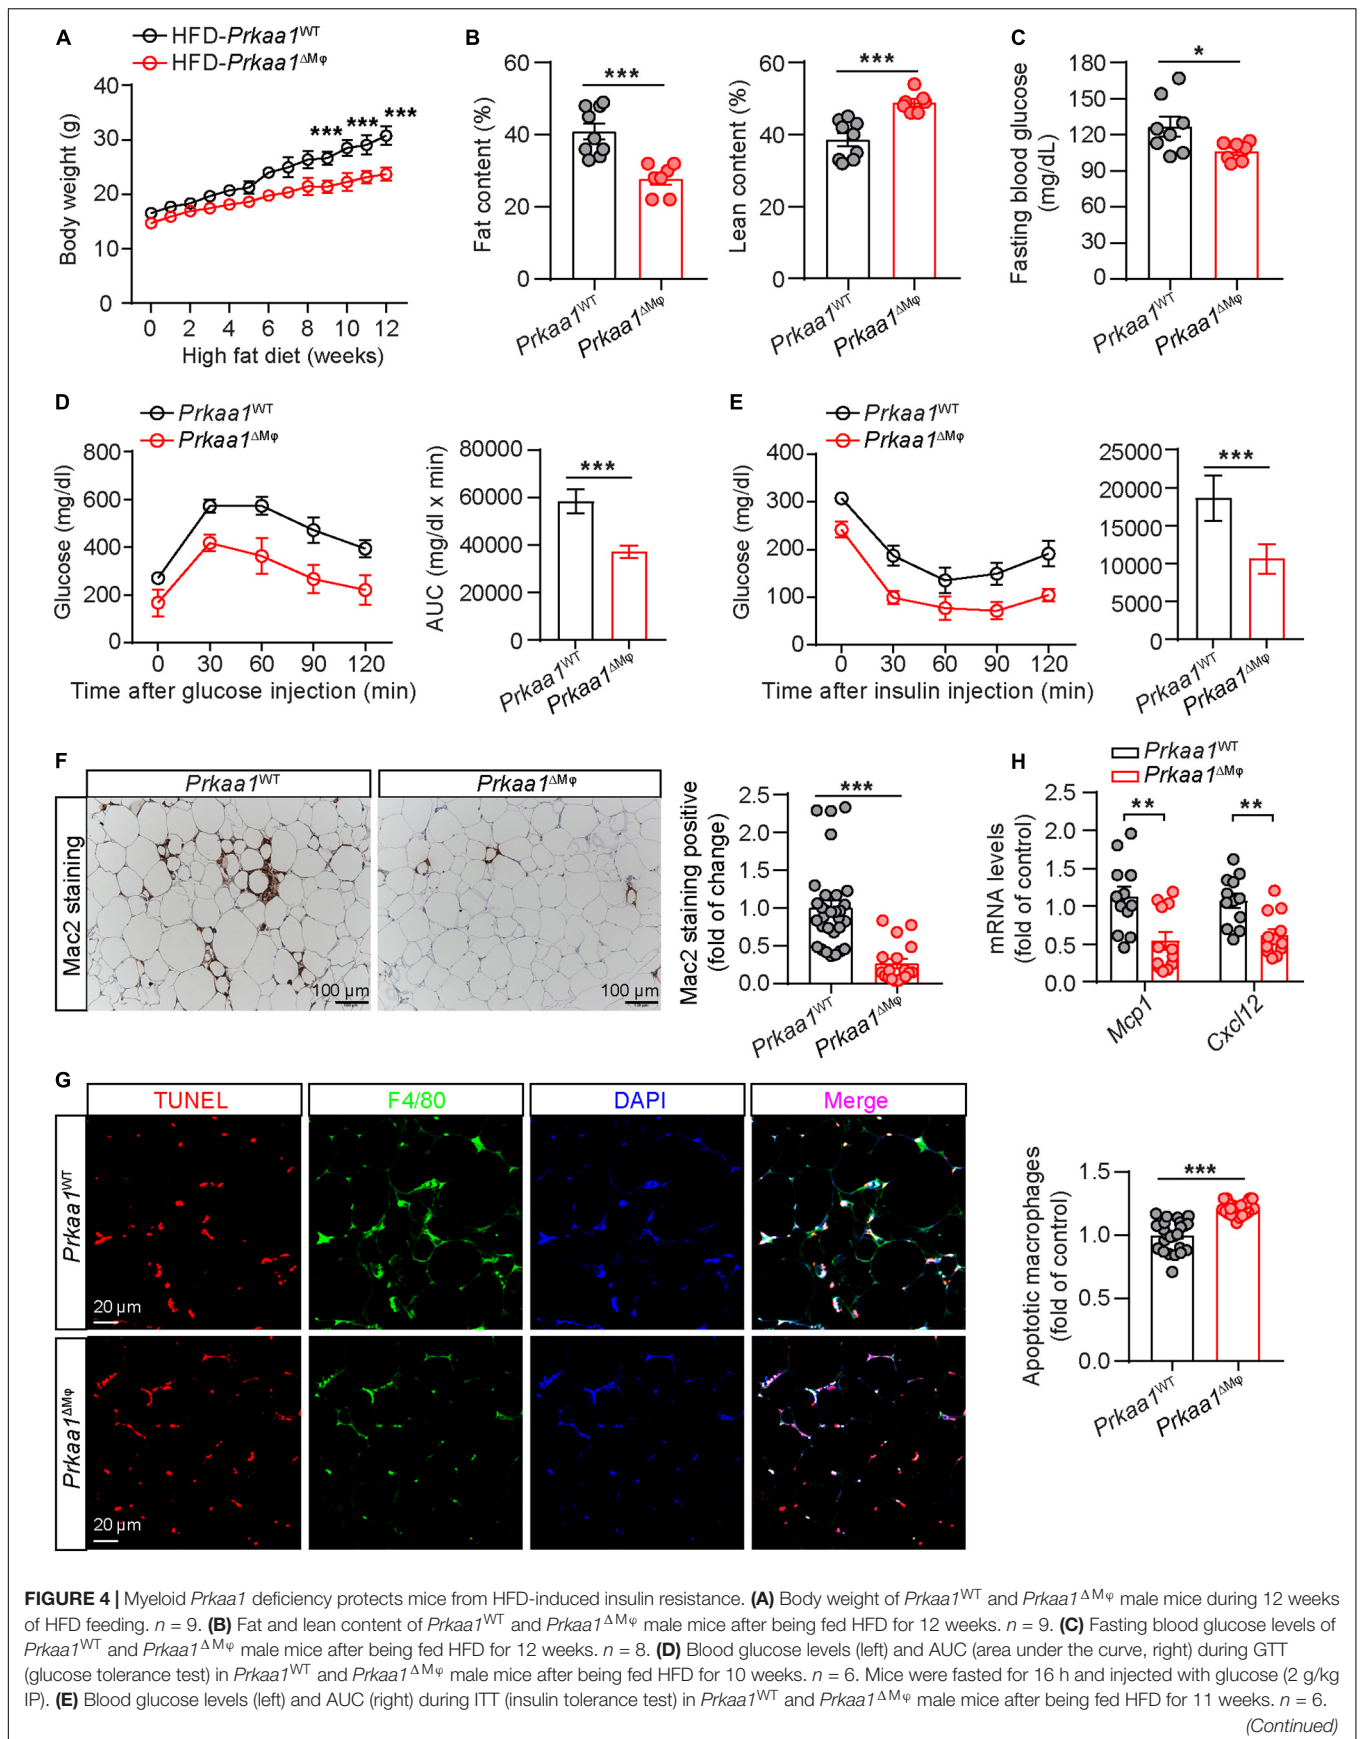 A
HFD-Prkaa1WT
HFD-Prkaa1ΔMφ
Body weight (g)
40
30
20
10
0
*** *** ***
0 2 4 6 8 10 12
High fat diet (weeks)
B
Fat content (%)
60
40
20
0
***
Prkaa1WT
Prkaa1ΔMφ
Lean content (%)
60
40
20
0
***
Prkaa1WT
Prkaa1ΔMφ
C
Fasting blood glucose
(mg/dL)
180
150
120
90
60
30
0
*
Prkaa1WT
Prkaa1ΔMφ
D
Prkaa1WT
Prkaa1ΔMφ
Glucose (mg/dl)
800
600
400
200
0
0 30 60 90 120
Time after glucose injection (min)
AUC (mg/dl x min)
80000
60000
40000
20000
0
***
Prkaa1WT
Prkaa1ΔMφ
E
Prkaa1WT
Prkaa1ΔMφ
Glucose (mg/dl)
400
300
200
100
0
0 30 60 90 120
Time after insulin injection (min)
25000
20000
15000
10000
5000
0
***
Prkaa1WT
Prkaa1ΔMφ
F
Prkaa1WT
Prkaa1ΔMφ
Mac2 staining
100 µm
100 µm
Mac2 staining positive
(fold of change)
2.5
2.0
1.5
1.0
0.5
0.0
***
Prkaa1WT
Prkaa1ΔMφ
H
Prkaa1WT
Prkaa1ΔMφ
mRNA levels
(fold of control)
2.5
2.0
1.5
1.0
0.5
0.0
** **
Mcp1
Cxcl12
G
TUNEL F4/80 DAPI Merge
Prkaa1WT
20 µm
Prkaa1ΔMφ
20 µm
Apoptotic macrophages
(fold of control)
1.5
1.0
0.5
0.0
***
Prkaa1WT
Prkaa1ΔMφ
FIGURE 4 | Myeloid Prkaa1 deficiency protects mice from HFD-induced insulin resistance. (A) Body weight of Prkaa1WT and Prkaa1ΔMφ male mice during 12 weeks
of HFD feeding. n = 9. (B) Fat and lean content of Prkaa1WT and Prkaa1ΔMφ male mice after being fed HFD for 12 weeks. n = 9. (C) Fasting blood glucose levels of
Prkaa1WT and Prkaa1ΔMφ male mice after being fed HFD for 12 weeks. n = 8. (D) Blood glucose levels (left) and AUC (area under the curve, right) during GTT
(glucose tolerance test) in Prkaa1WT and Prkaa1ΔMφ male mice after being fed HFD for 10 weeks. n = 6. Mice were fasted for 16 h and injected with glucose (2 g/kg
IP). (E) Blood glucose levels (left) and AUC (right) during ITT (insulin tolerance test) in Prkaa1WT and Prkaa1ΔMφ male mice after being fed HFD for 11 weeks. n = 6.
(Continued)